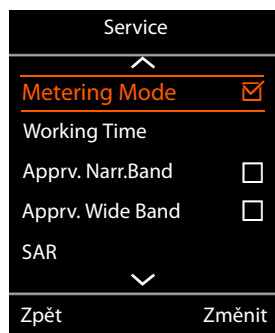 Service
Metering Mode
Working Time
Apprv. Narr.Band
Apprv. Wide Band
SAR
Zpět Změnit